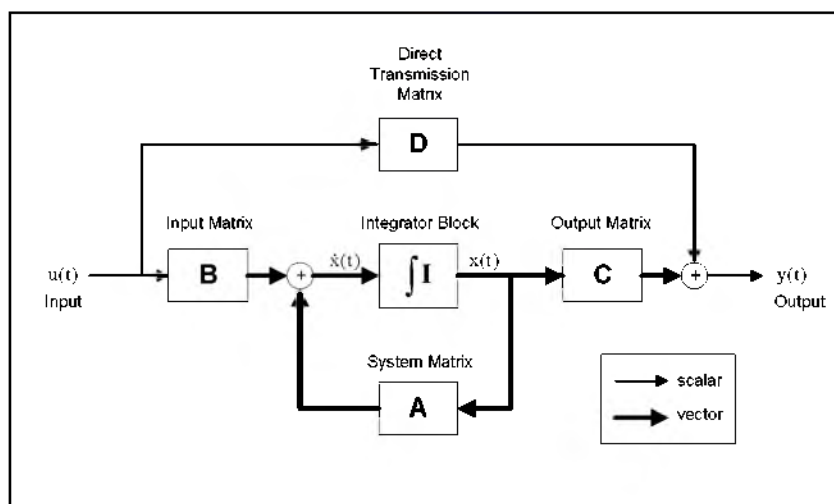 Direct
Transmission
Matrix
D
Input Matrix
Integrator Block
Output Matrix
u(t)
Input
B
+
ẋ(t)
∫I
x(t)
C
+
y(t)
Output
System Matrix
A
scalar
vector